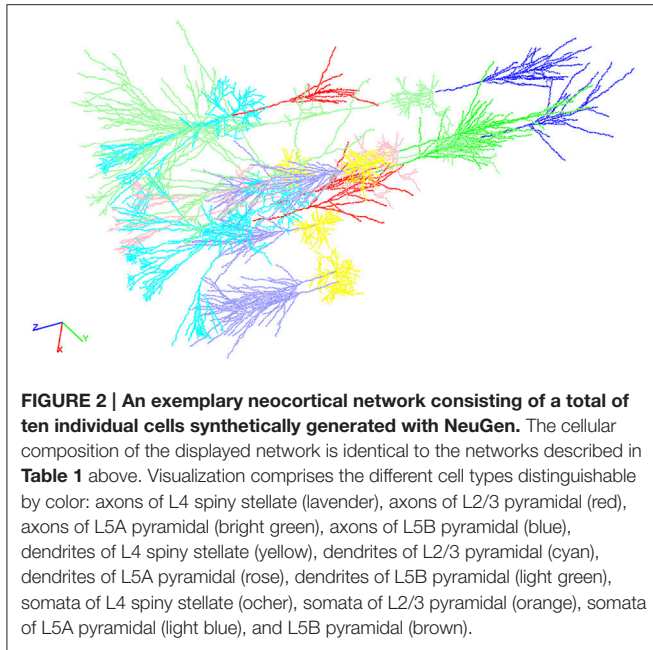 Z
Y
X
FIGURE 2 | An exemplary neocortical network consisting of a total of
ten individual cells synthetically generated with NeuGen. The cellular
composition of the displayed network is identical to the networks described in
Table 1 above. Visualization comprises the different cell types distinguishable
by color: axons of L4 spiny stellate (lavender), axons of L2/3 pyramidal (red),
axons of L5A pyramidal (bright green), axons of L5B pyramidal (blue),
dendrites of L4 spiny stellate (yellow), dendrites of L2/3 pyramidal (cyan),
dendrites of L5A pyramidal (rose), dendrites of L5B pyramidal (light green),
somata of L4 spiny stellate (ocher), somata of L2/3 pyramidal (orange), somata
of L5A pyramidal (light blue), and L5B pyramidal (brown).